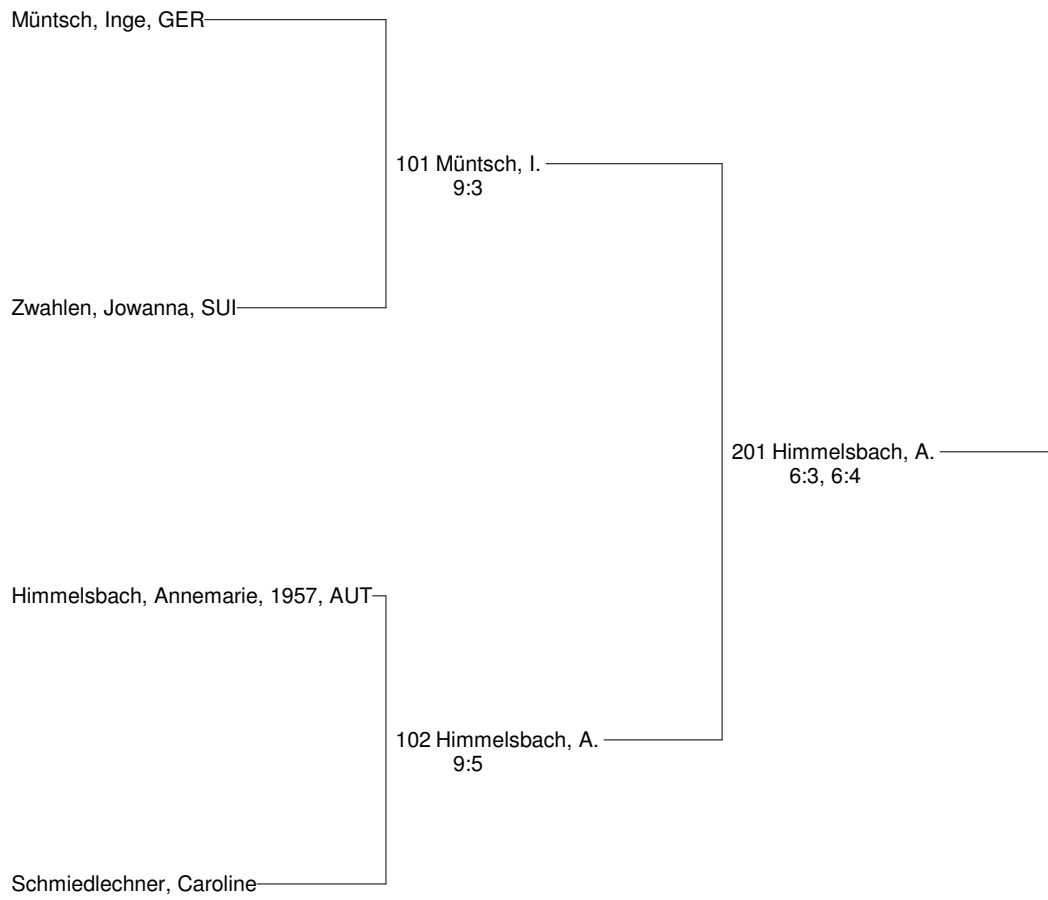 Müntsch, Inge, GER
101 Müntsch, I.
9:3
Zwahlen, Jowanna, SUI
201 Himmelsbach, A.
6:3, 6:4
Himmelsbach, Annemarie, 1957, AUT
102 Himmelsbach, A.
9:5
Schmiedlechner, Caroline